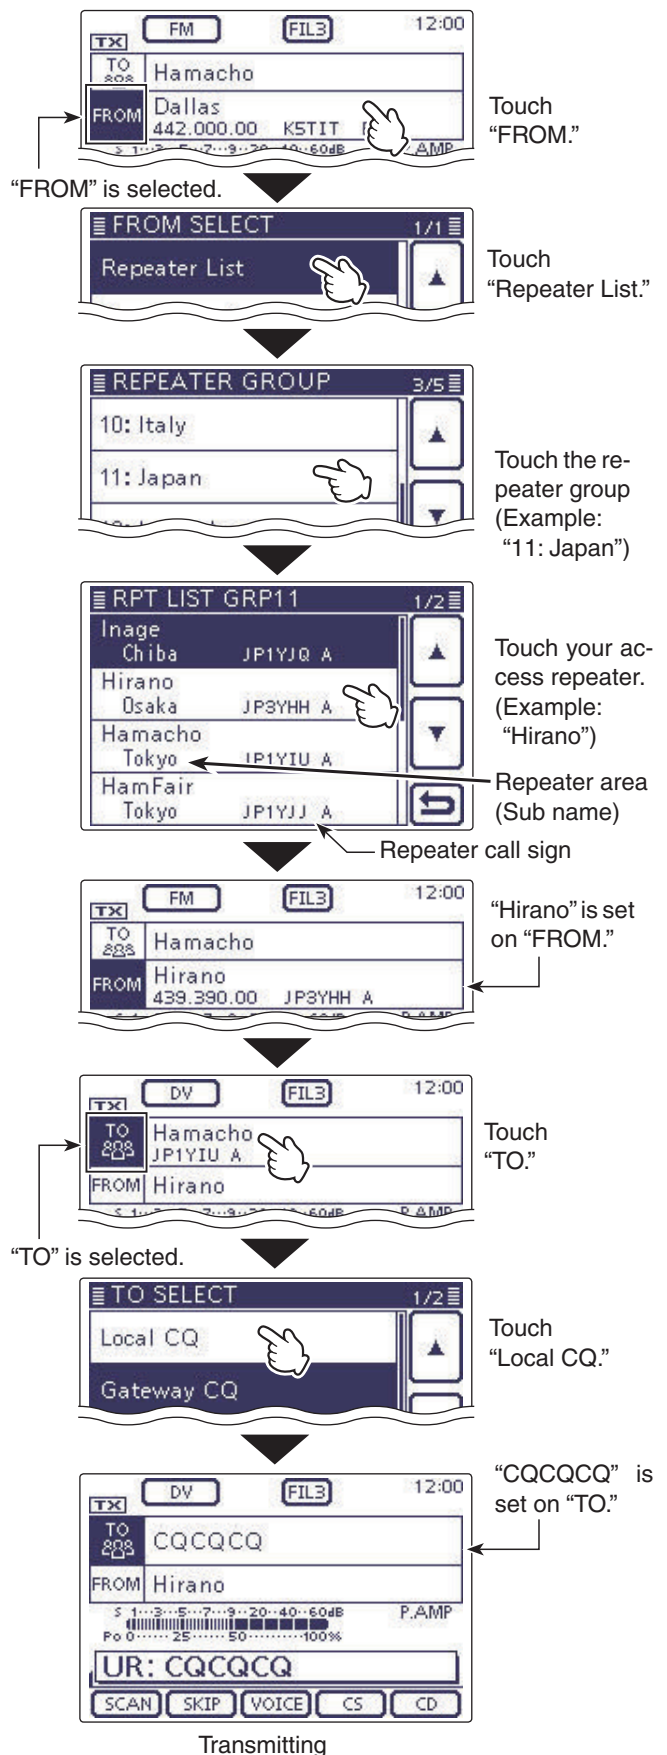 FM FIL3 12:00
TX
TO Hamacho
FROM Dallas
442.000.00 K5TIT
Touch
“FROM.”
“FROM” is selected.
FROM SELECT 1/1
Repeater List
Touch
“Repeater List.”
REPEATER GROUP 3/5
10: Italy
11: Japan
Touch the re-
peater group
(Example:
“11: Japan”)
RPT LIST GRP11 1/2
Inage
Chiba JP1YJQ A
Hirano
Osaka JP3YHH A
Hamacho
Tokyo JP1YIU A
HamFair
Tokyo JP1YJJ A
Touch your ac-
cess repeater.
(Example:
“Hirano”)
Repeater area
(Sub name)
Repeater call sign
FM FIL3 12:00
TX
TO Hamacho
FROM Hirano
439.390.00 JP3YHH A
P.AMP
“Hirano” is set
on “FROM.”
DV FIL3 12:00
TX
TO Hamacho
JP1YIU A
FROM Hirano
P.AMP
Touch
“TO.”
“TO” is selected.
TO SELECT 1/2
Local CQ
Gateway CQ
Touch
“Local CQ.”
DV FIL3 12:00
TX
TO CQCQCQ
FROM Hirano
S 1···3···5···7···9··20··40··60dB P.AMP
Po 0······25······50·········100%
UR: CQCQCQ
SCAN SKIP VOICE CS CD
“CQCQCQ” is
set on “TO.”
Transmitting